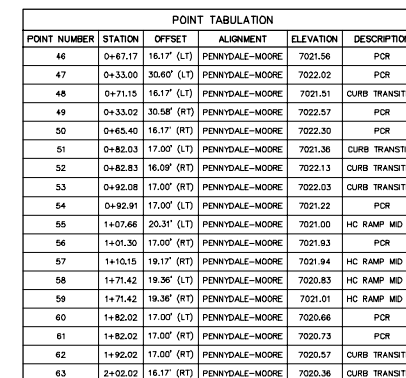 POINT TABULATION
POINT NUMBER STATION OFFSET ALIGNMENT ELEVATION DESCRIPTION
46 0+67.17 16.17' (LT) PENNYDALE-MOORE 7021.56 PCR
47 0+33.00 30.60' (LT) PENNYDALE-MOORE 7022.02 PCR
48 0+71.15 16.17' (LT) PENNYDALE-MOORE 7021.51 CURB TRANSIT
49 0+33.02 30.58' (RT) PENNYDALE-MOORE 7022.57 PCR
50 0+65.40 16.17' (RT) PENNYDALE-MOORE 7022.30 PCR
51 0+82.03 17.00' (LT) PENNYDALE-MOORE 7021.36 CURB TRANSITI
52 0+82.83 16.09' (RT) PENNYDALE-MOORE 7022.13 CURB TRANSIT
53 0+92.08 17.00' (RT) PENNYDALE-MOORE 7022.03 CURB TRANSIT
54 0+92.91 17.00' (LT) PENNYDALE-MOORE 7021.22 PCR
55 1+07.66 20.31' (LT) PENNYDALE-MOORE 7021.00 HC RAMP MID
56 1+01.30 17.00' (RT) PENNYDALE-MOORE 7021.93 PCR
57 1+10.15 19.17' (RT) PENNYDALE-MOORE 7021.94 HC RAMP MID
58 1+71.42 19.36' (LT) PENNYDALE-MOORE 7020.83 HC RAMP MID
59 1+71.42 19.36' (RT) PENNYDALE-MOORE 7021.01 HC RAMP MID
60 1+82.02 17.00' (LT) PENNYDALE-MOORE 7020.66 PCR
61 1+82.02 17.00' (RT) PENNYDALE-MOORE 7020.73 PCR
62 1+92.02 17.00' (RT) PENNYDALE-MOORE 7020.57 CURB TRANSIT
63 2+02.02 16.17' (RT) PENNYDALE-MOORE 7020.36 CURB TRANSIT